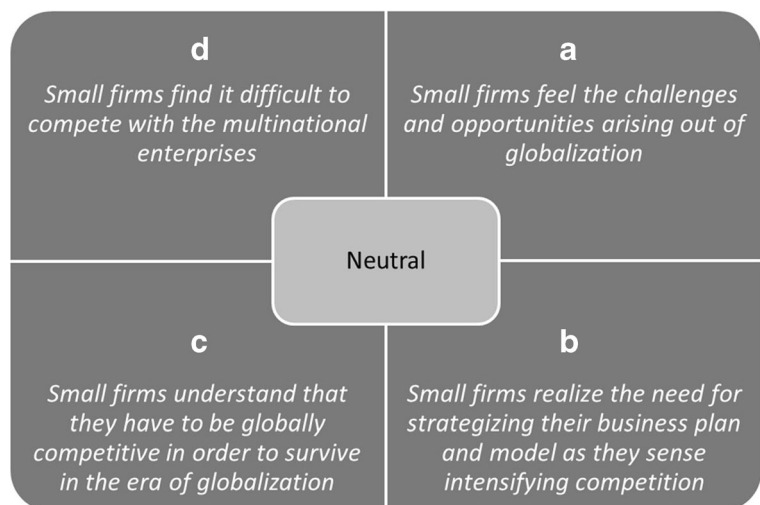 d
Small firms find it difficult to
compete with the multinational
enterprises
a
Small firms feel the challenges
and opportunities arising out of
globalization
Neutral
c
Small firms understand that
they have to be globally
competitive in order to survive
in the era of globalization
b
Small firms realize the need for
strategizing their business plan
and model as they sense
intensifying competition